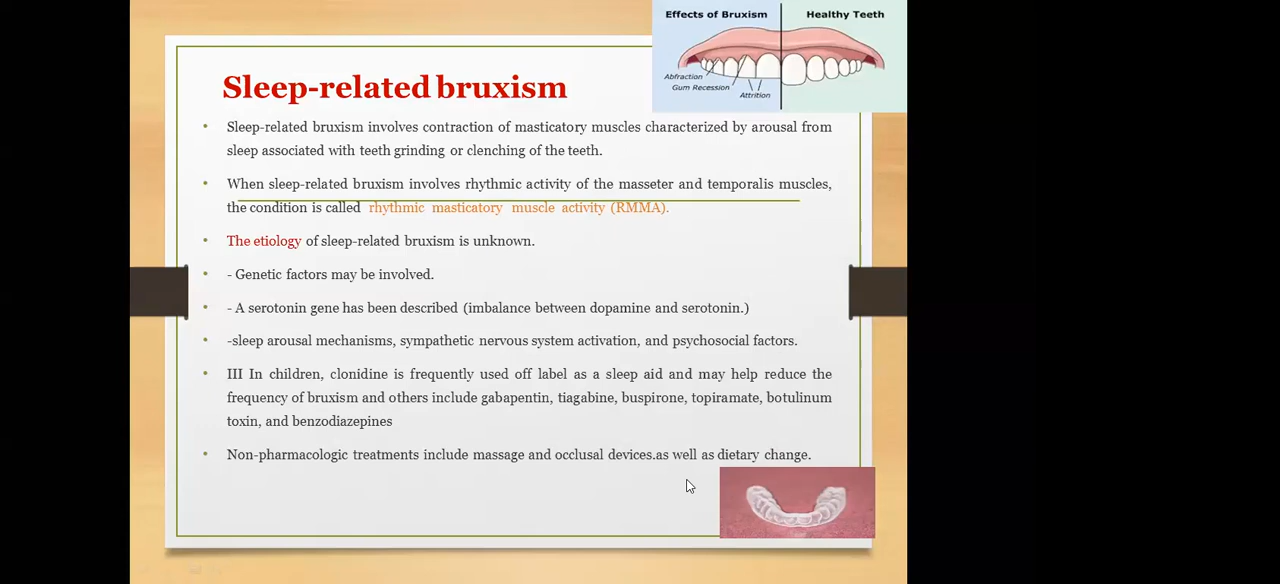 Effects of Bruxism
Healthy Teeth
Abfraction
Gum Recession
Attrition
Sleep-related bruxism
• Sleep-related bruxism involves contraction of masticatory muscles characterized by arousal from
sleep associated with teeth grinding or clenching of the teeth.
• When sleep-related bruxism involves rhythmic activity of the masseter and temporalis muscles,
the condition is called rhythmic masticatory muscle activity (RMMA).
• The etiology of sleep-related bruxism is unknown.
• - Genetic factors may be involved.
• - A serotonin gene has been described (imbalance between dopamine and serotonin.)
• -sleep arousal mechanisms, sympathetic nervous system activation, and psychosocial factors.
• III In children, clonidine is frequently used off label as a sleep aid and may help reduce the
frequency of bruxism and others include gabapentin, tiagabine, buspirone, topiramate, botulinum
toxin, and benzodiazepines
• Non-pharmacologic treatments include massage and occlusal devices.as well as dietary change.